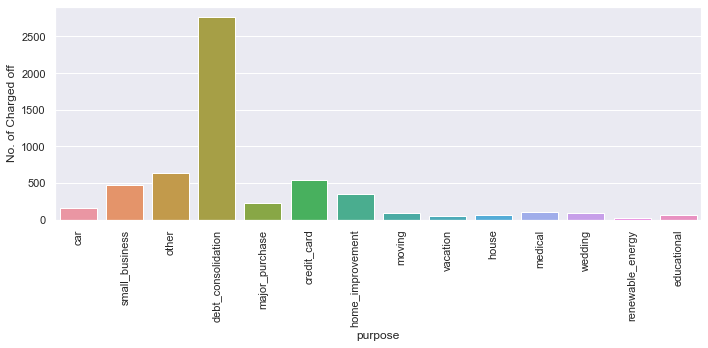 No. of Charged off
2500
2000
1500
1000
500
0
car
small_business
other
debt_consolidation
major_purchase
credit_card
home_improvement
moving
vacation
house
medical
wedding
renewable_energy
educational
purpose